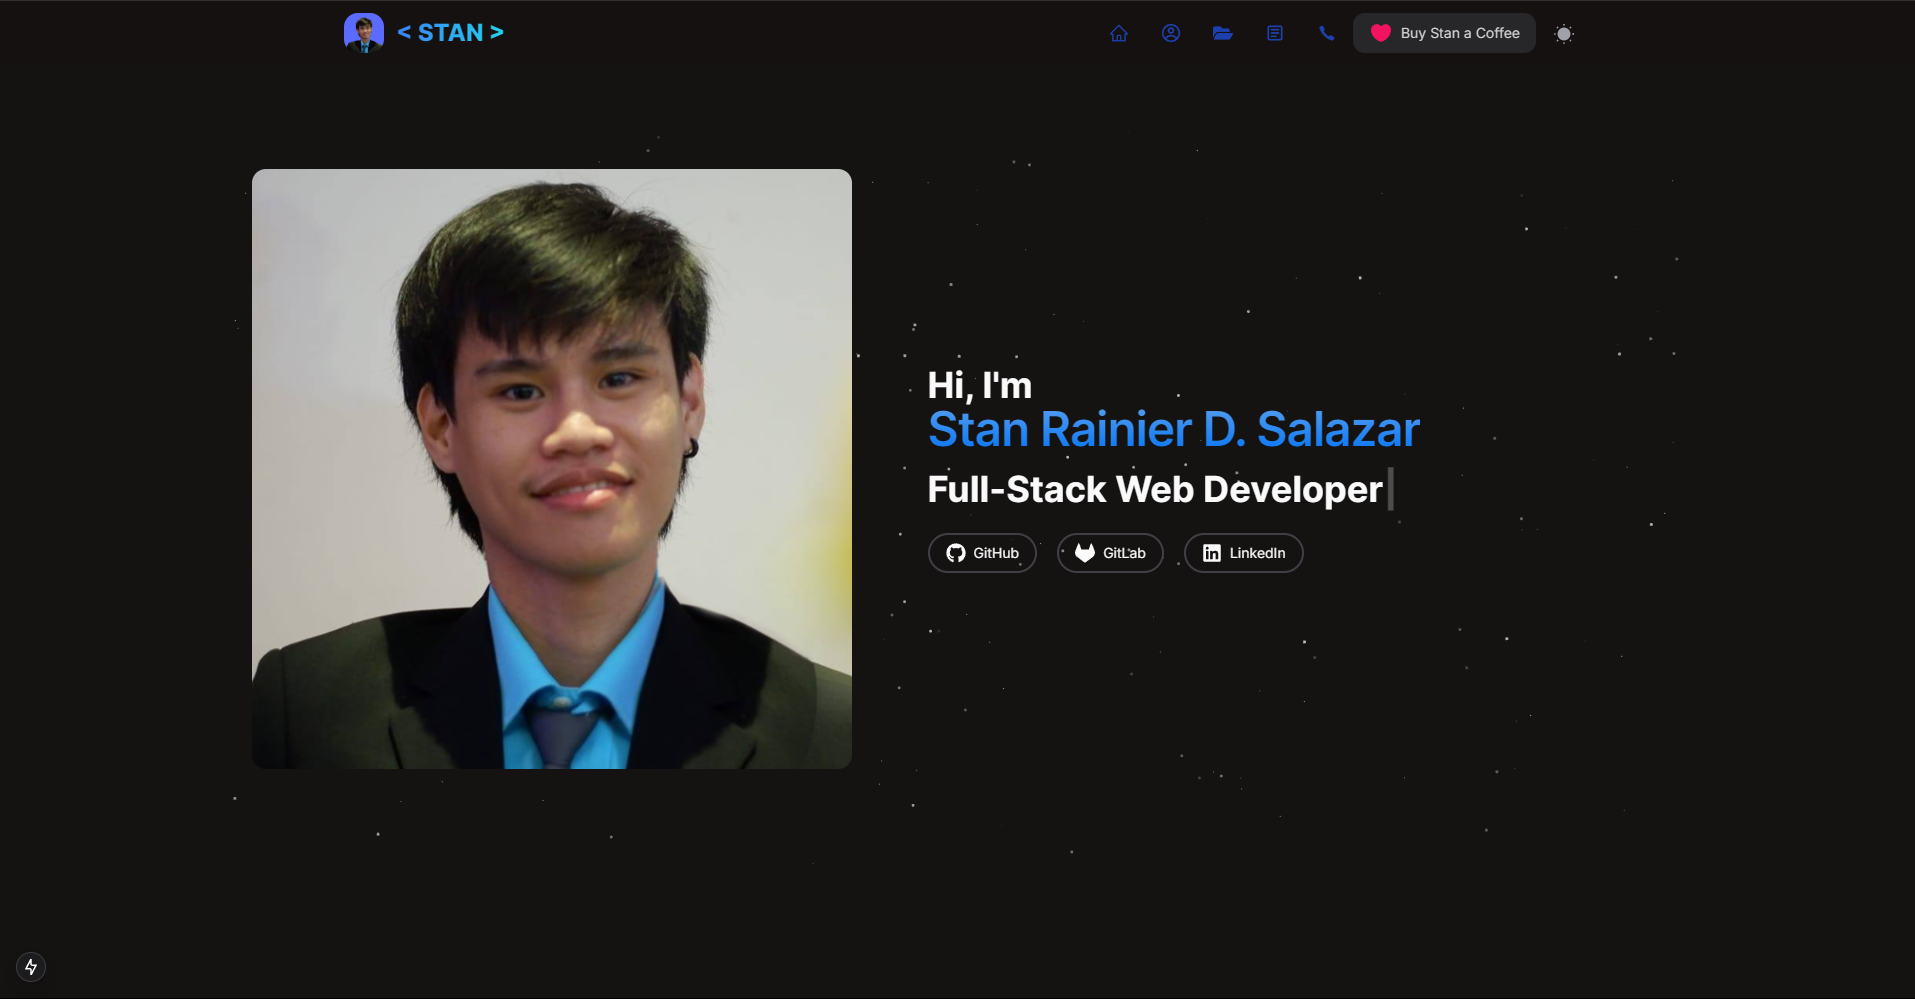 < STAN >
Buy Stan a Coffee
Hi, I'm
Stan Rainier D. Salazar
Full-Stack Web Developer
GitHub
GitLab
LinkedIn